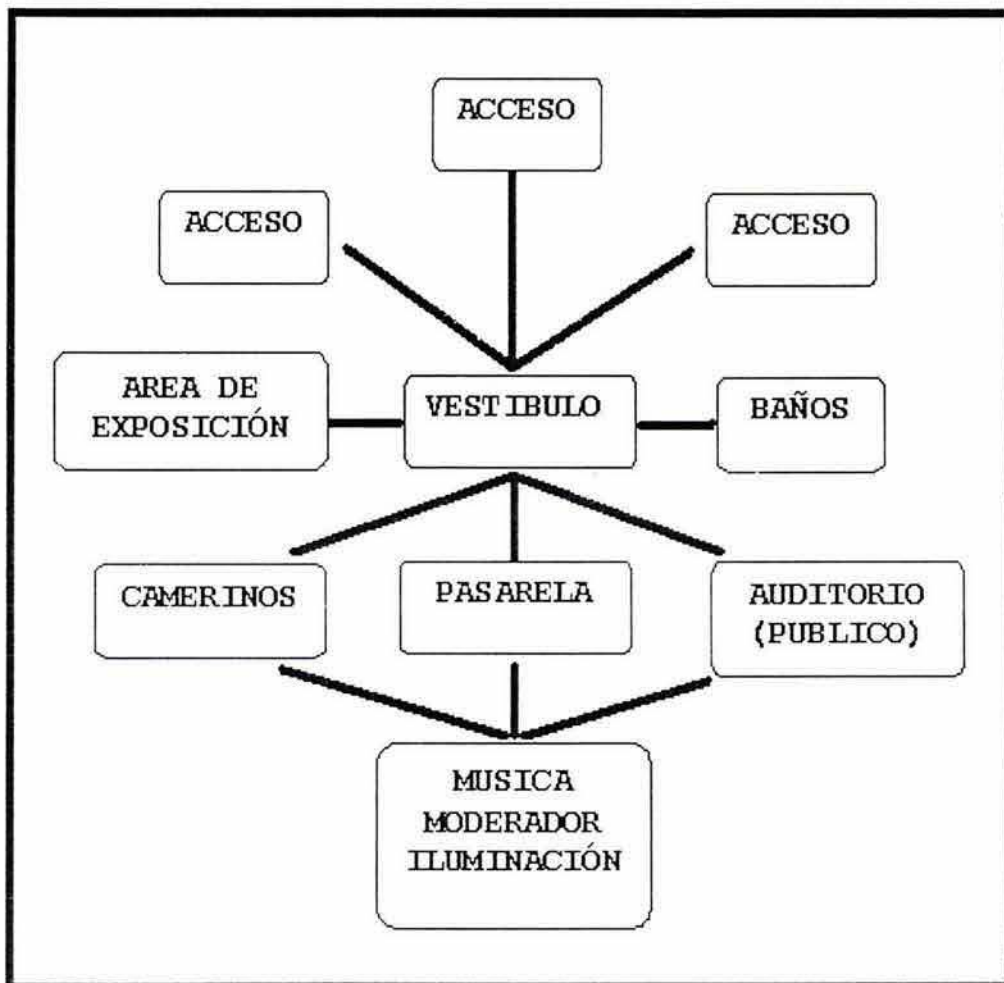 ACCESO
ACCESO
ACCESO
AREA DE
EXPOSICIÓN
VESTIBULO
BAÑOS
CAMERINOS
PASARELA
AUDITORIO
(PUBLICO)
MUSICA
MODERADOR
ILUMINACIÓN